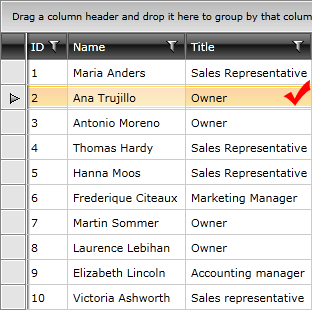 Drag a column header and drop it here to group by that colum
ID Name Title
1 Maria Anders Sales Representative
2 Ana Trujillo Owner
3 Antonio Moreno Owner
4 Thomas Hardy Sales Representative
5 Hanna Moos Sales Representative
6 Frederique Citeaux Marketing Manager
7 Martin Sommer Owner
8 Laurence Lebihan Owner
9 Elizabeth Lincoln Accounting manager
10 Victoria Ashworth Sales representative